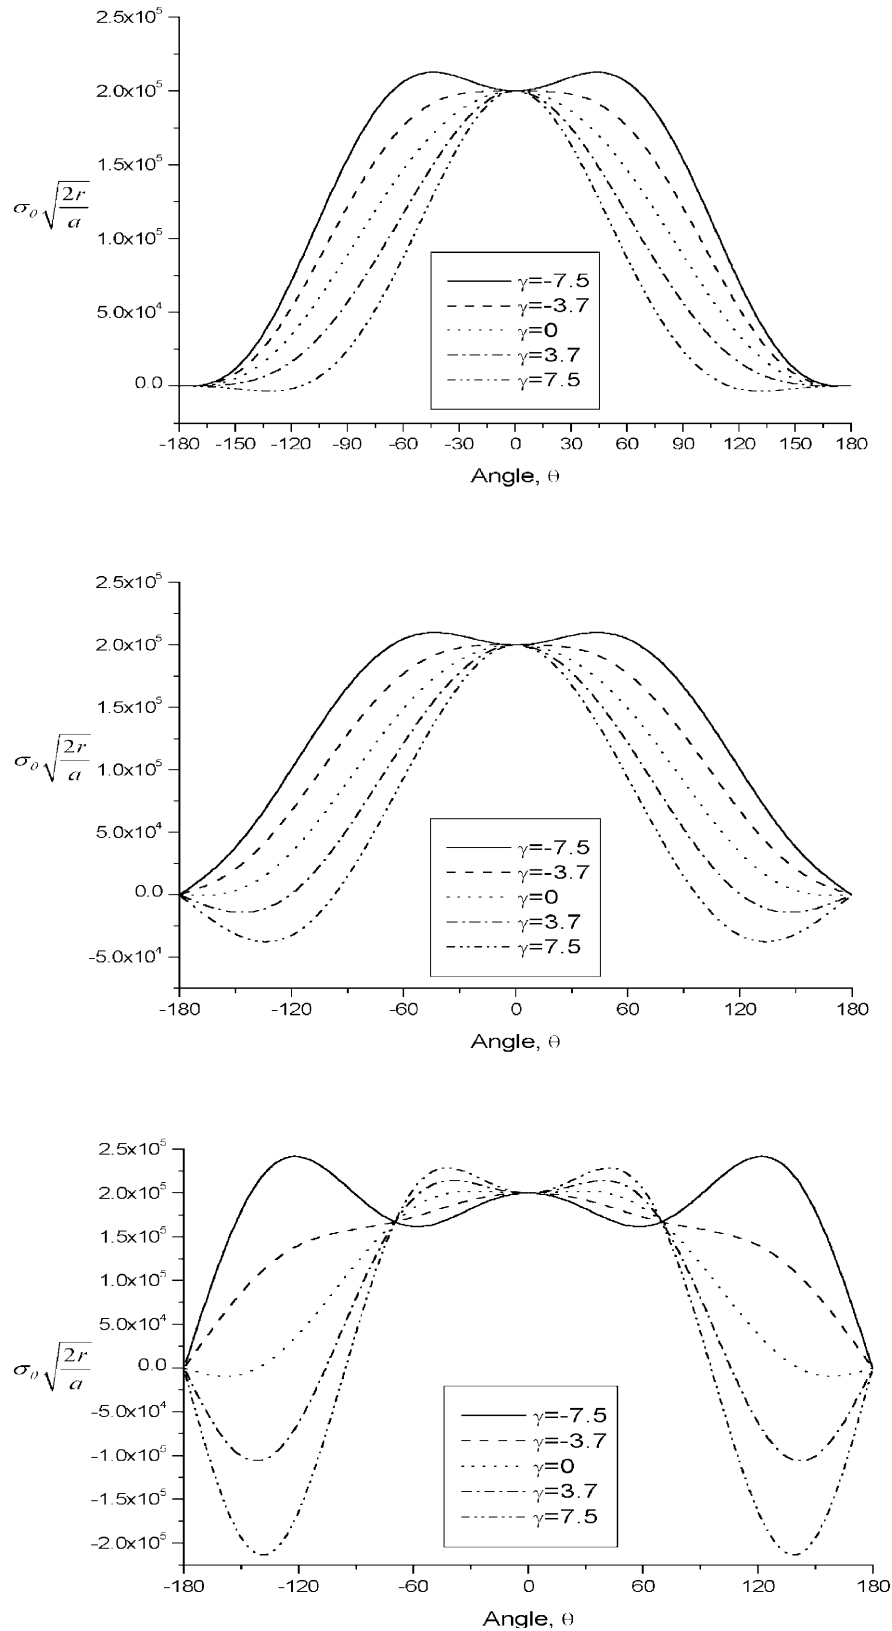 2.5x10⁵
2.0x10⁵
1.5x10⁵
1.0x10⁵
5.0x10⁴
0.0
σ_θ √(2r/a)
γ=-7.5
γ=-3.7
γ=0
γ=3.7
γ=7.5
-180 -150 -120 -90 -60 -30 0 30 60 90 120 150 180
Angle, θ
2.5x10⁵
2.0x10⁵
1.5x10⁵
1.0x10⁵
5.0x10⁴
0.0
-5.0x10⁴
σ_θ √(2r/a)
γ=-7.5
γ=-3.7
γ=0
γ=3.7
γ=7.5
-180 -120 -60 0 60 120 180
Angle, θ
2.5x10⁵
2.0x10⁵
1.5x10⁵
1.0x10⁵
5.0x10⁴
0.0
-5.0x10⁴
-1.0x10⁵
-1.5x10⁵
-2.0x10⁵
σ_θ √(2r/a)
γ=-7.5
γ=-3.7
γ=0
γ=3.7
γ=7.5
-180 -120 -60 0 60 120 180
Angle, θ